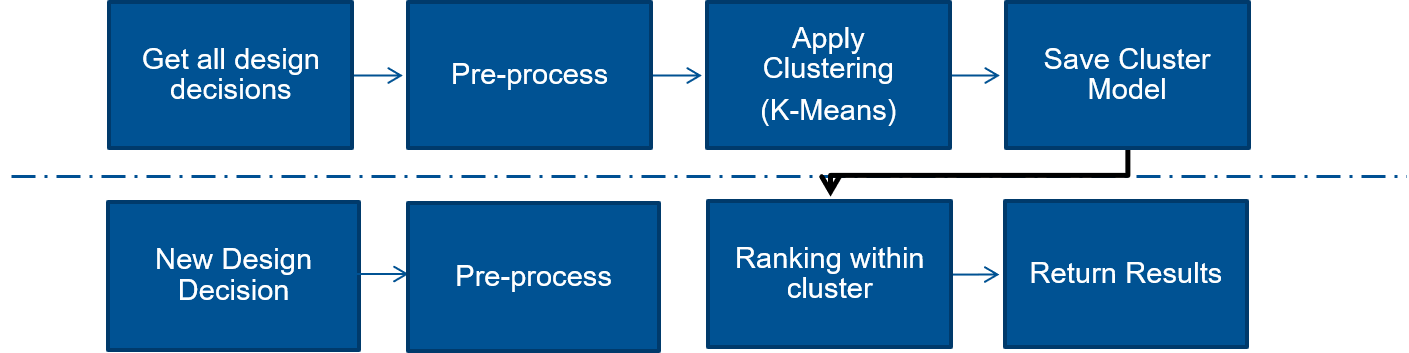 Get all design
decisions
Pre-process
Apply
Clustering
(K-Means)
Save Cluster
Model
New Design
Decision
Pre-process
Ranking within
cluster
Return Results